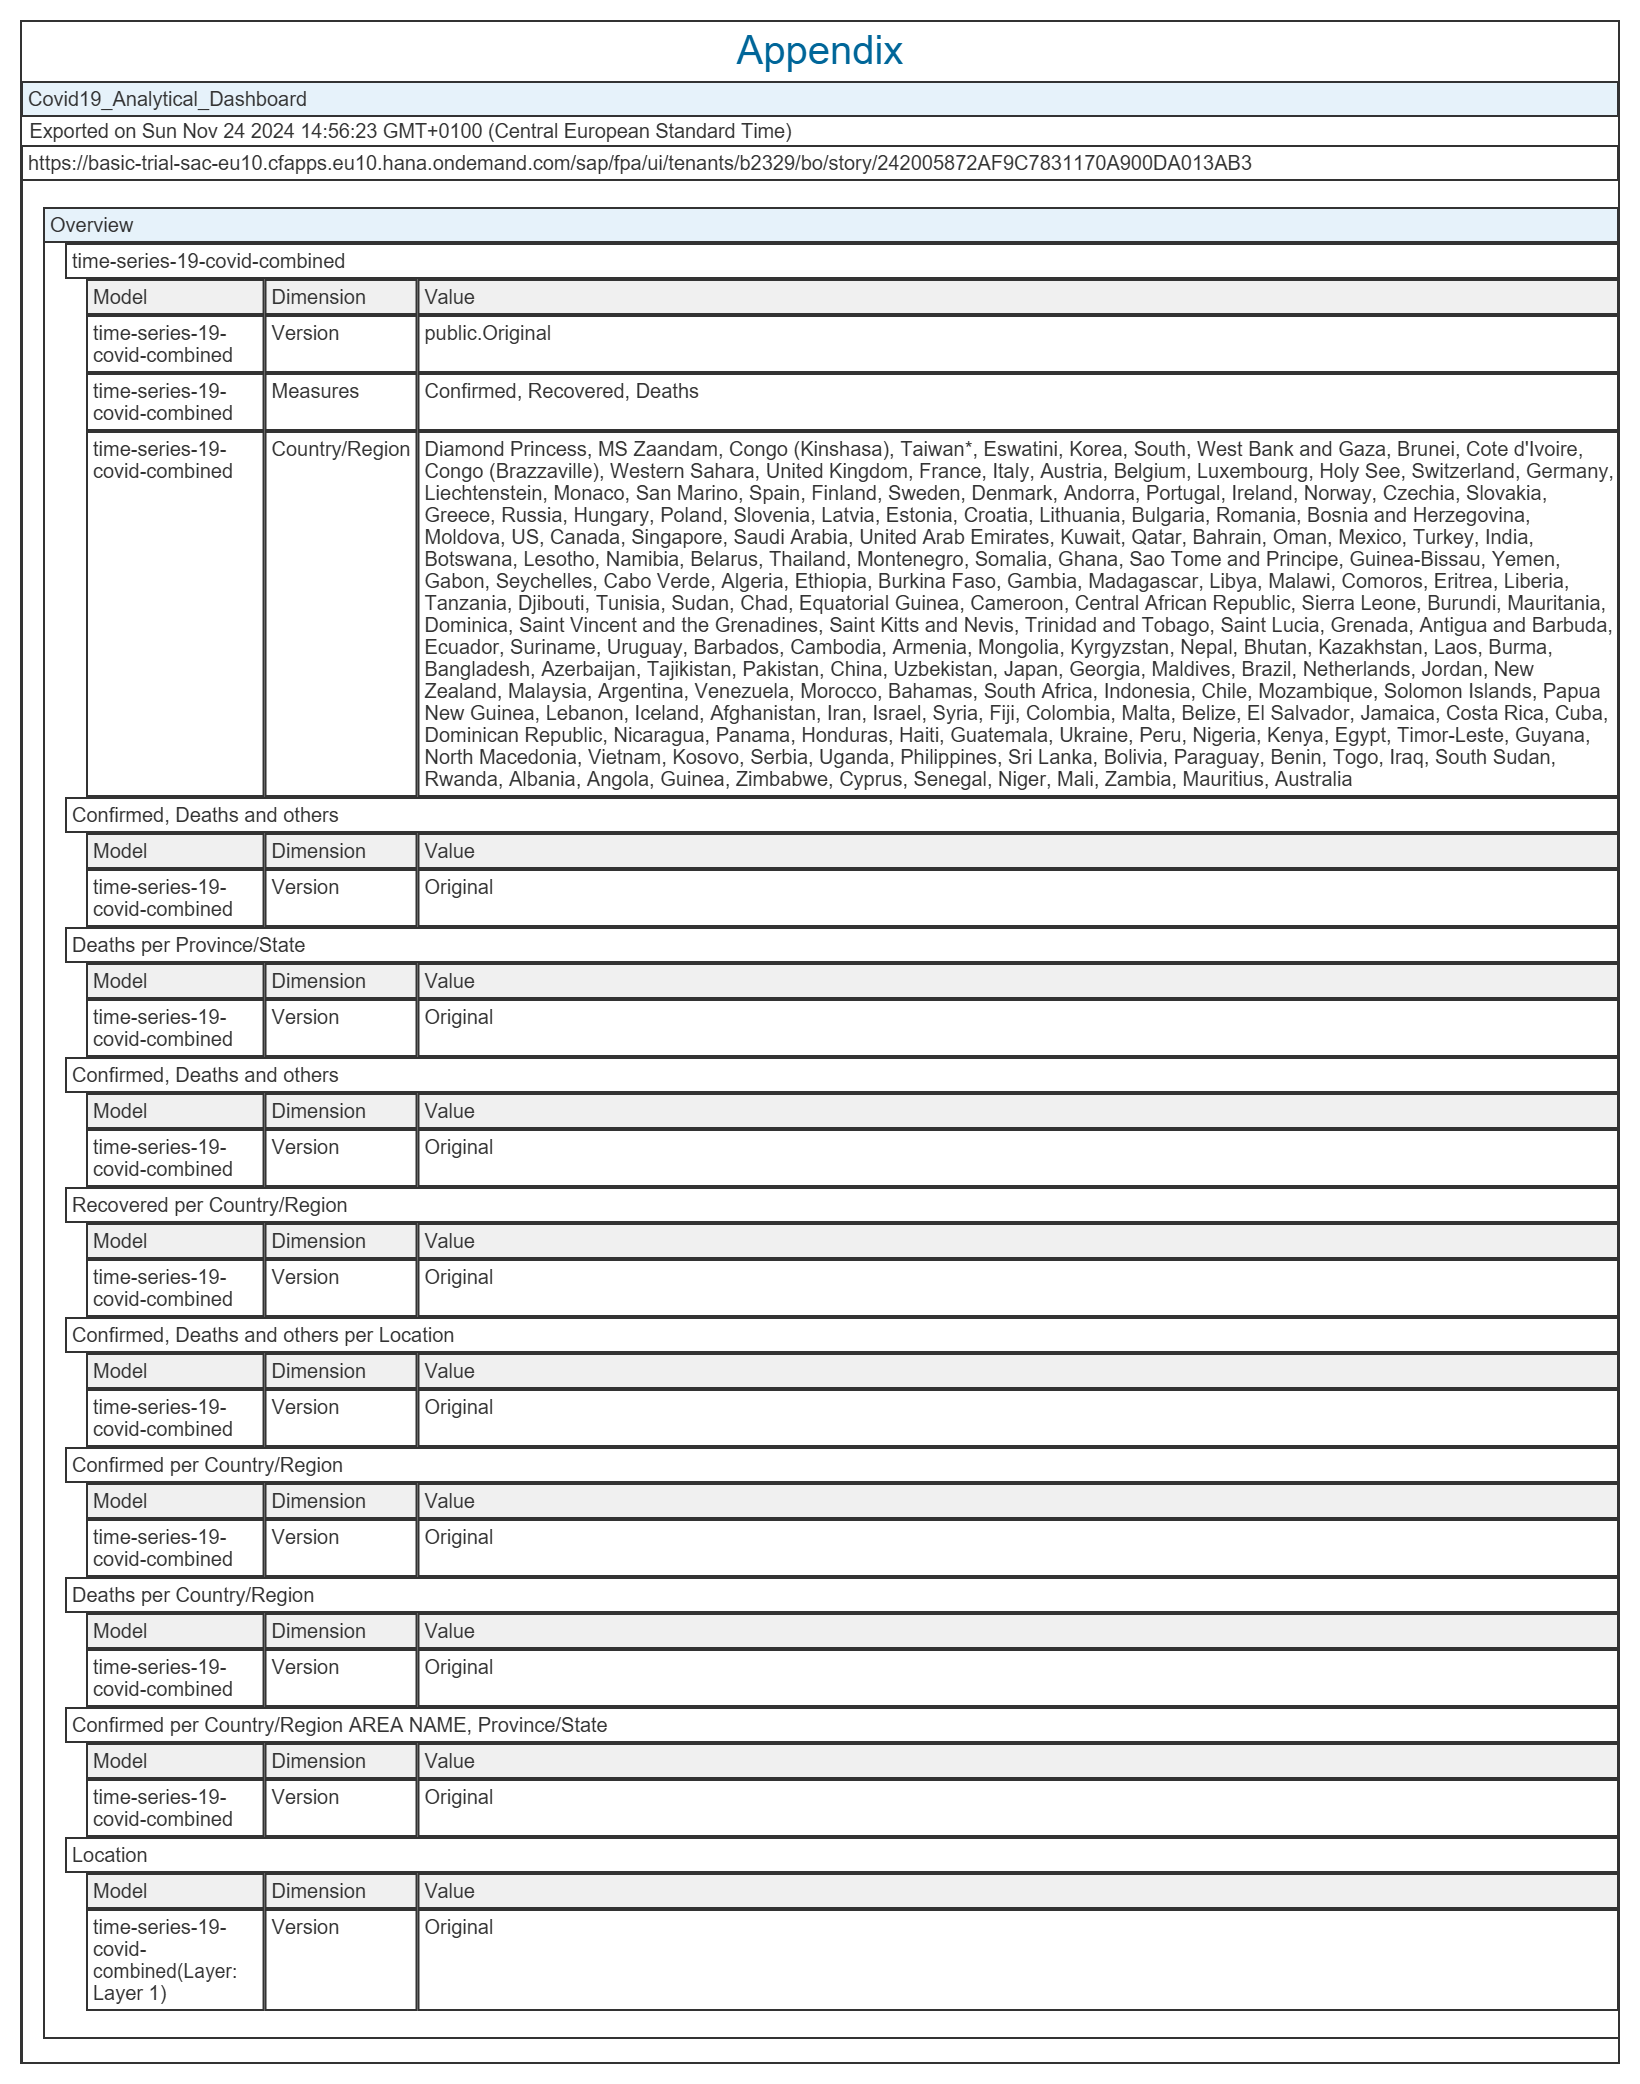 Appendix
Covid19_Analytical_Dashboard
Exported on Sun Nov 24 2024 14:56:23 GMT+0100 (Central European Standard Time)
https://basic-trial-sac-eu10.cfapps.eu10.hana.ondemand.com/sap/fpa/ui/tenants/b2329/bo/story/242005872AF9C7831170A900DA013AB3
Overview
time-series-19-covid-combined
Model Dimension Value
time-series-19- Version public.Original
covid-combined
time-series-19- Measures Confirmed, Recovered, Deaths
covid-combined
time-series-19- Country/Region Diamond Princess, MS Zaandam, Congo (Kinshasa), Taiwan*, Eswatini, Korea, South, West Bank and Gaza, Brunei, Cote d'Ivoire,
covid-combined Congo (Brazzaville), Western Sahara, United Kingdom, France, Italy, Austria, Belgium, Luxembourg, Holy See, Switzerland, Germany,
Liechtenstein, Monaco, San Marino, Spain, Finland, Sweden, Denmark, Andorra, Portugal, Ireland, Norway, Czechia, Slovakia,
Greece, Russia, Hungary, Poland, Slovenia, Latvia, Estonia, Croatia, Lithuania, Bulgaria, Romania, Bosnia and Herzegovina,
Moldova, US, Canada, Singapore, Saudi Arabia, United Arab Emirates, Kuwait, Qatar, Bahrain, Oman, Mexico, Turkey, India,
Botswana, Lesotho, Namibia, Belarus, Thailand, Montenegro, Somalia, Ghana, Sao Tome and Principe, Guinea-Bissau, Yemen,
Gabon, Seychelles, Cabo Verde, Algeria, Ethiopia, Burkina Faso, Gambia, Madagascar, Libya, Malawi, Comoros, Eritrea, Liberia,
Tanzania, Djibouti, Tunisia, Sudan, Chad, Equatorial Guinea, Cameroon, Central African Republic, Sierra Leone, Burundi, Mauritania,
Dominica, Saint Vincent and the Grenadines, Saint Kitts and Nevis, Trinidad and Tobago, Saint Lucia, Grenada, Antigua and Barbuda,
Ecuador, Suriname, Uruguay, Barbados, Cambodia, Armenia, Mongolia, Kyrgyzstan, Nepal, Bhutan, Kazakhstan, Laos, Burma,
Bangladesh, Azerbaijan, Tajikistan, Pakistan, China, Uzbekistan, Japan, Georgia, Maldives, Brazil, Netherlands, Jordan, New
Zealand, Malaysia, Argentina, Venezuela, Morocco, Bahamas, South Africa, Indonesia, Chile, Mozambique, Solomon Islands, Papua
New Guinea, Lebanon, Iceland, Afghanistan, Iran, Israel, Syria, Fiji, Colombia, Malta, Belize, El Salvador, Jamaica, Costa Rica, Cuba,
Dominican Republic, Nicaragua, Panama, Honduras, Haiti, Guatemala, Ukraine, Peru, Nigeria, Kenya, Egypt, Timor-Leste, Guyana,
North Macedonia, Vietnam, Kosovo, Serbia, Uganda, Philippines, Sri Lanka, Bolivia, Paraguay, Benin, Togo, Iraq, South Sudan,
Rwanda, Albania, Angola, Guinea, Zimbabwe, Cyprus, Senegal, Niger, Mali, Zambia, Mauritius, Australia
Confirmed, Deaths and others
Model Dimension Value
time-series-19- Version Original
covid-combined
Deaths per Province/State
Model Dimension Value
time-series-19- Version Original
covid-combined
Confirmed, Deaths and others
Model Dimension Value
time-series-19- Version Original
covid-combined
Recovered per Country/Region
Model Dimension Value
time-series-19- Version Original
covid-combined
Confirmed, Deaths and others per Location
Model Dimension Value
time-series-19- Version Original
covid-combined
Confirmed per Country/Region
Model Dimension Value
time-series-19- Version Original
covid-combined
Deaths per Country/Region
Model Dimension Value
time-series-19- Version Original
covid-combined
Confirmed per Country/Region AREA NAME, Province/State
Model Dimension Value
time-series-19- Version Original
covid-combined
Location
Model Dimension Value
time-series-19- Version Original
covid-
combined(Layer:
Layer 1)